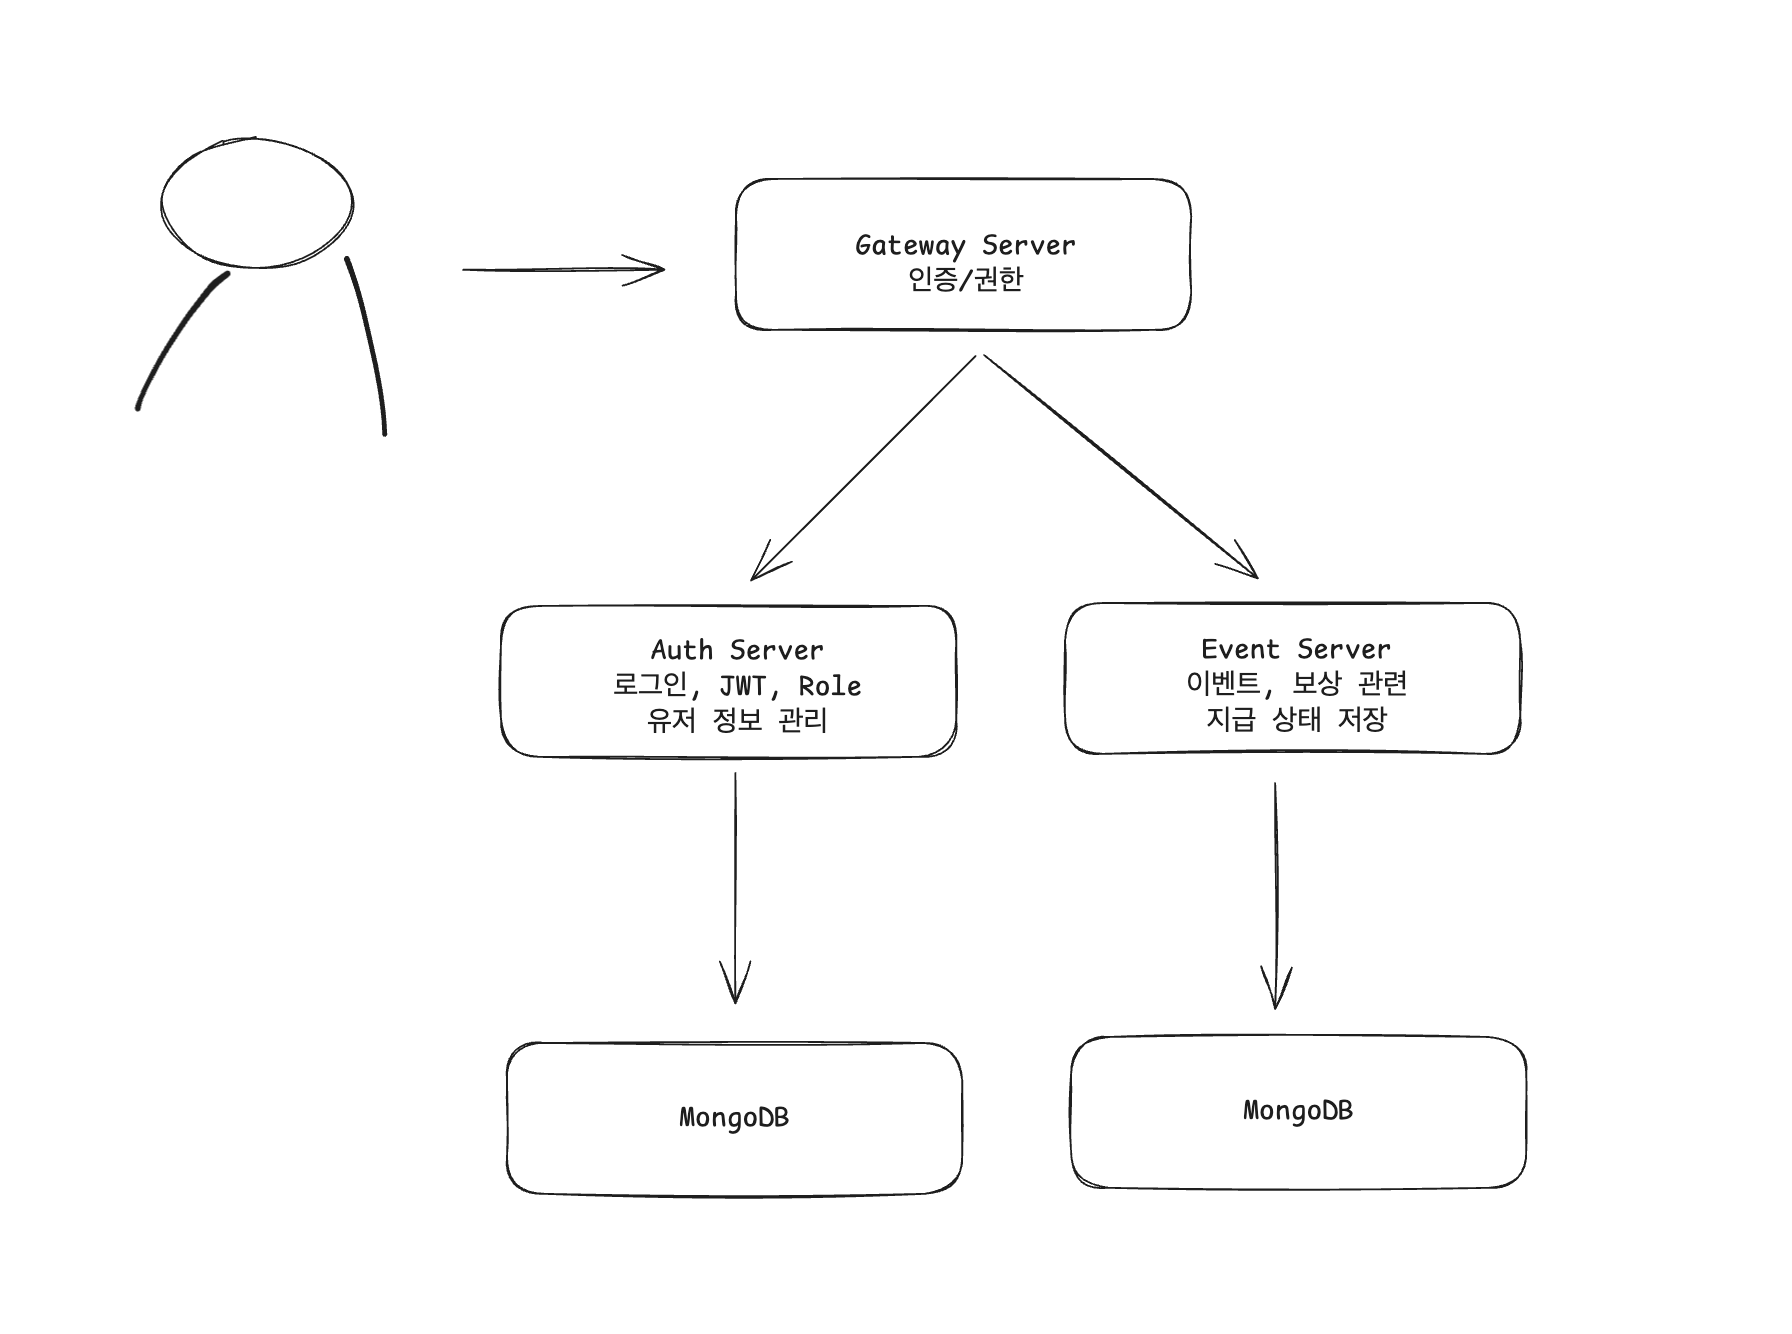 Gateway Server
인증/권한
Auth Server
로그인, JWT, Role
유저 정보 관리
Event Server
이벤트, 보상 관련
지급 상태 저장
MongoDB
MongoDB